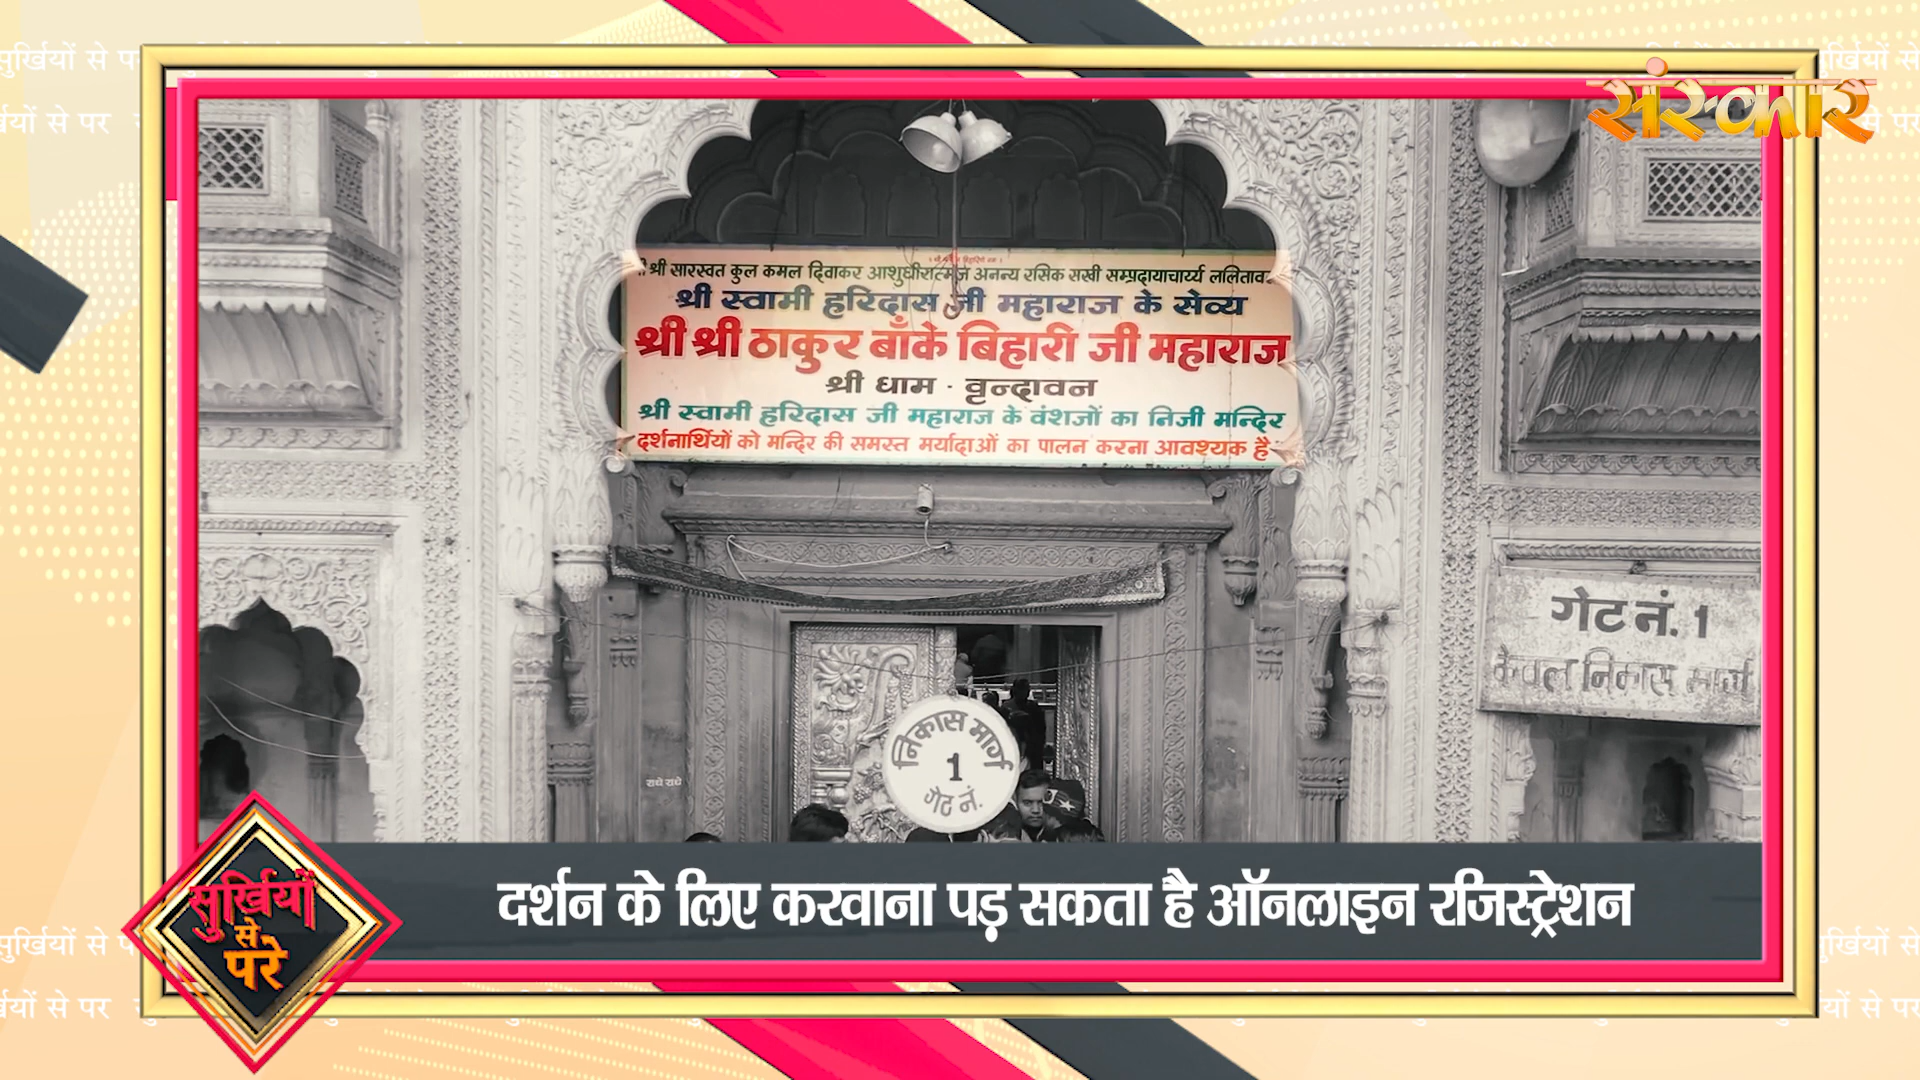 संस्कार
श्री सारस्वत कुल कमल दिवाकर आशुधीरात्मज अनन्य रसिक सखी सम्प्रदायाचार्य्य
श्री स्वामी हरिदास जी महाराज के सेव्य
श्री श्री ठाकुर बाँके बिहारी जी महाराज
श्री धाम - वृन्दावन
श्री स्वामी हरिदास जी महाराज के वंशजों का निजी मन्दिर
दर्शनार्थियों को मन्दिर की समस्त मर्यादाओं का पालन करना आवश्यक है
गेट नं. 1
केवल निकास मार्ग
निकास मार्ग
1
गेट नं.
राधे राधे
दर्शन के लिए करवाना पड़ सकता है ऑनलाइन रजिस्ट्रेशन
सुर्खियों
से
परे